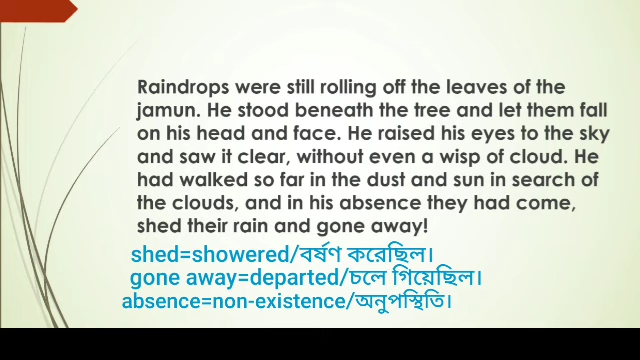 Raindrops were still rolling off the leaves of the
jamun. He stood beneath the tree and let them fall
on his head and face. He raised his eyes to the sky
and saw it clear, without even a wisp of cloud. He
had walked so far in the dust and sun in search of
the clouds, and in his absence they had come,
shed their rain and gone away!
shed=showered/বর্ষণ করেছিল।
gone away=departed/চলে গিয়েছিল।
absence=non-existence/অনুপস্থিতি।